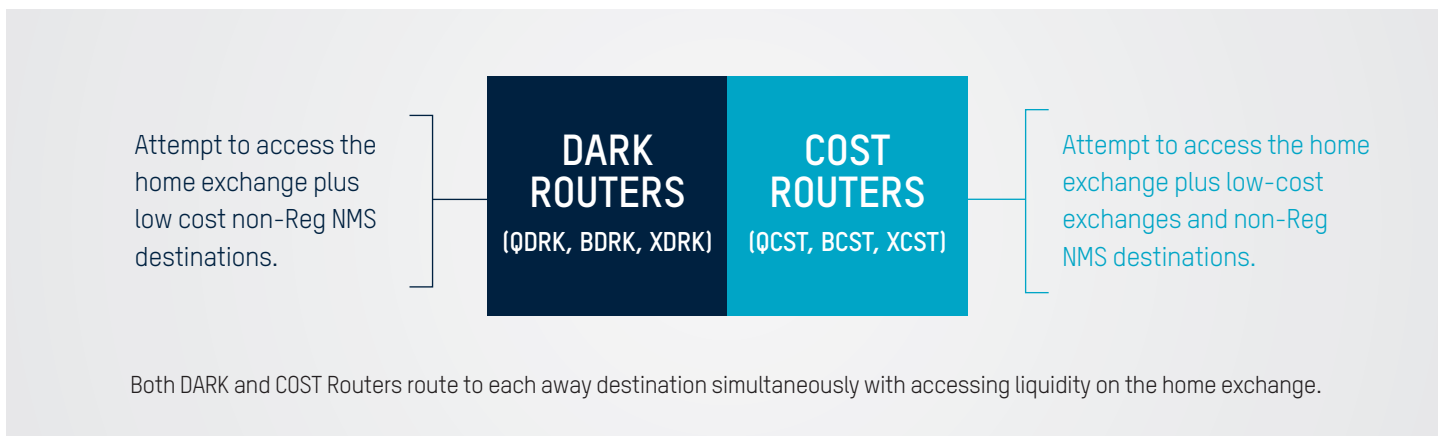 Attempt to access the
home exchange plus
low cost non-Reg NMS
destinations.
DARK
ROUTERS
(QDRK, BDRK, XDRK)
COST
ROUTERS
(QCST, BCST, XCST)
Attempt to access the home
exchange plus low-cost
exchanges and non-Reg
NMS destinations.
Both DARK and COST Routers route to each away destination simultaneously with accessing liquidity on the home exchange.